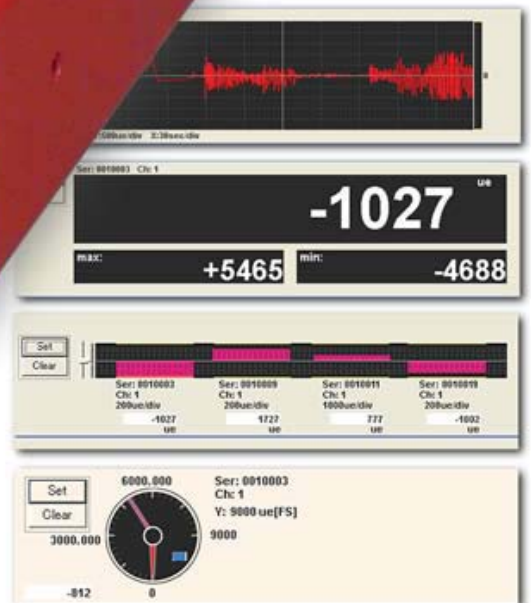 0
X:30sec/div
Ser: 0010003 Ch: 1
-1027 ue
max: +5465 min: -4688
Set
Clear
Ser: 0010003 Ser: 0010009 Ser: 0010011 Ser: 0010019
Ch: 1 Ch: 1 Ch: 1 Ch: 1
200ue/div 200ue/div 1000ue/div 200ue/div
-1027 1727 777 -1002
ue ue ue ue
Set
Clear
6000.000
3000.000
9000
0
Ser: 0010003
Ch: 1
Y: 9000 ue[FS]
-812